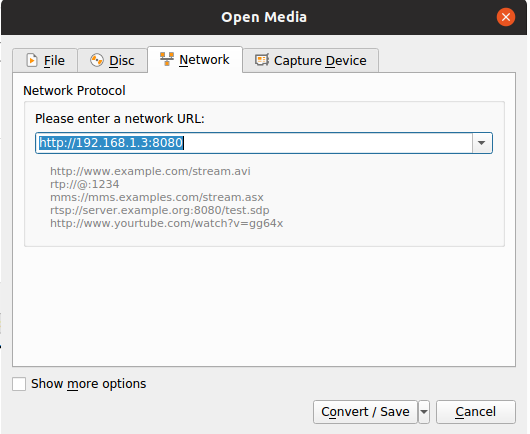 Open Media
File Disc Network Capture Device
Network Protocol
Please enter a network URL:
http://192.168.1.3:8080
http://www.example.com/stream.avi
rtp://@:1234
mms://mms.examples.com/stream.asx
rtsp://server.example.org:8080/test.sdp
http://www.yourtube.com/watch?v=gg64x
Show more options
Convert / Save Cancel